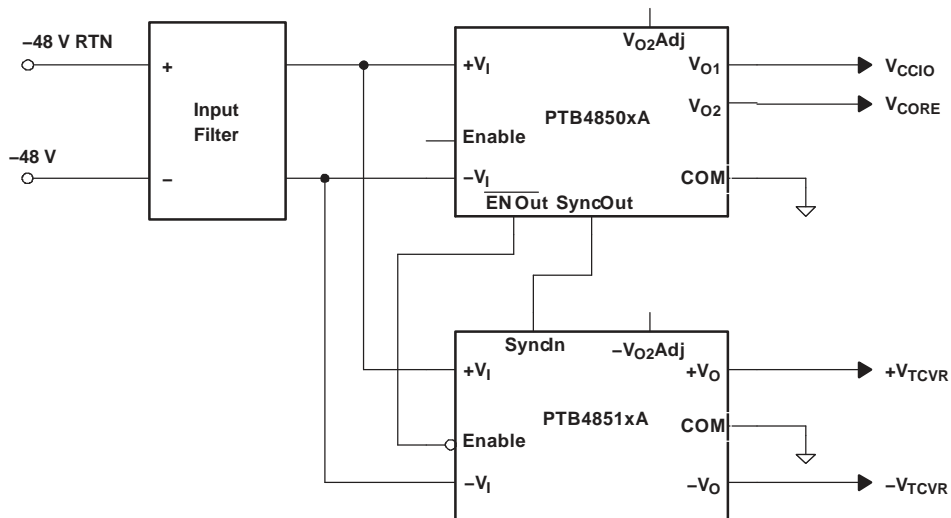 –48 V RTN
+
Input
Filter
–48 V
–
VO2Adj
+VI
VO1
VCCIO
VO2
VCORE
PTB4850xA
Enable
–VI
COM
EN Out
SyncOut
SyncIn
–VO2Adj
+VI
+VO
+VTCVR
PTB4851xA
COM
Enable
–VI
–VO
–VTCVR